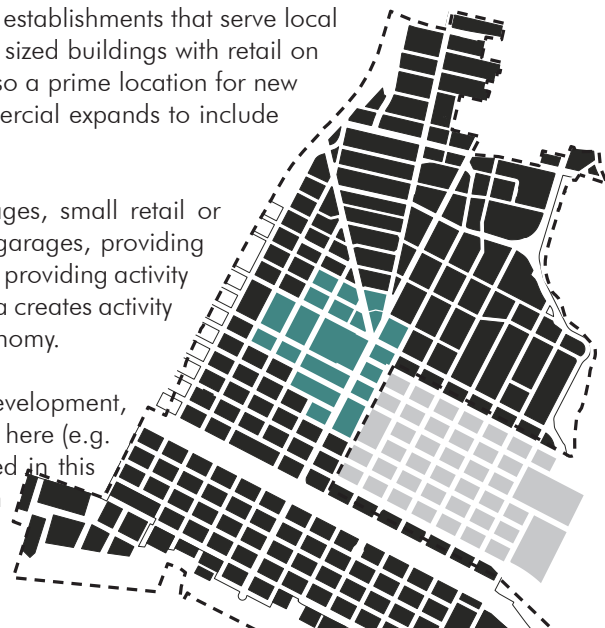 establishments that serve local
sized buildings with retail on
so a prime location for new
ercial expands to include
ges, small retail or
garages, providing
providing activity
a creates activity
nomy.
evelopment,
here (e.g.
ed in this